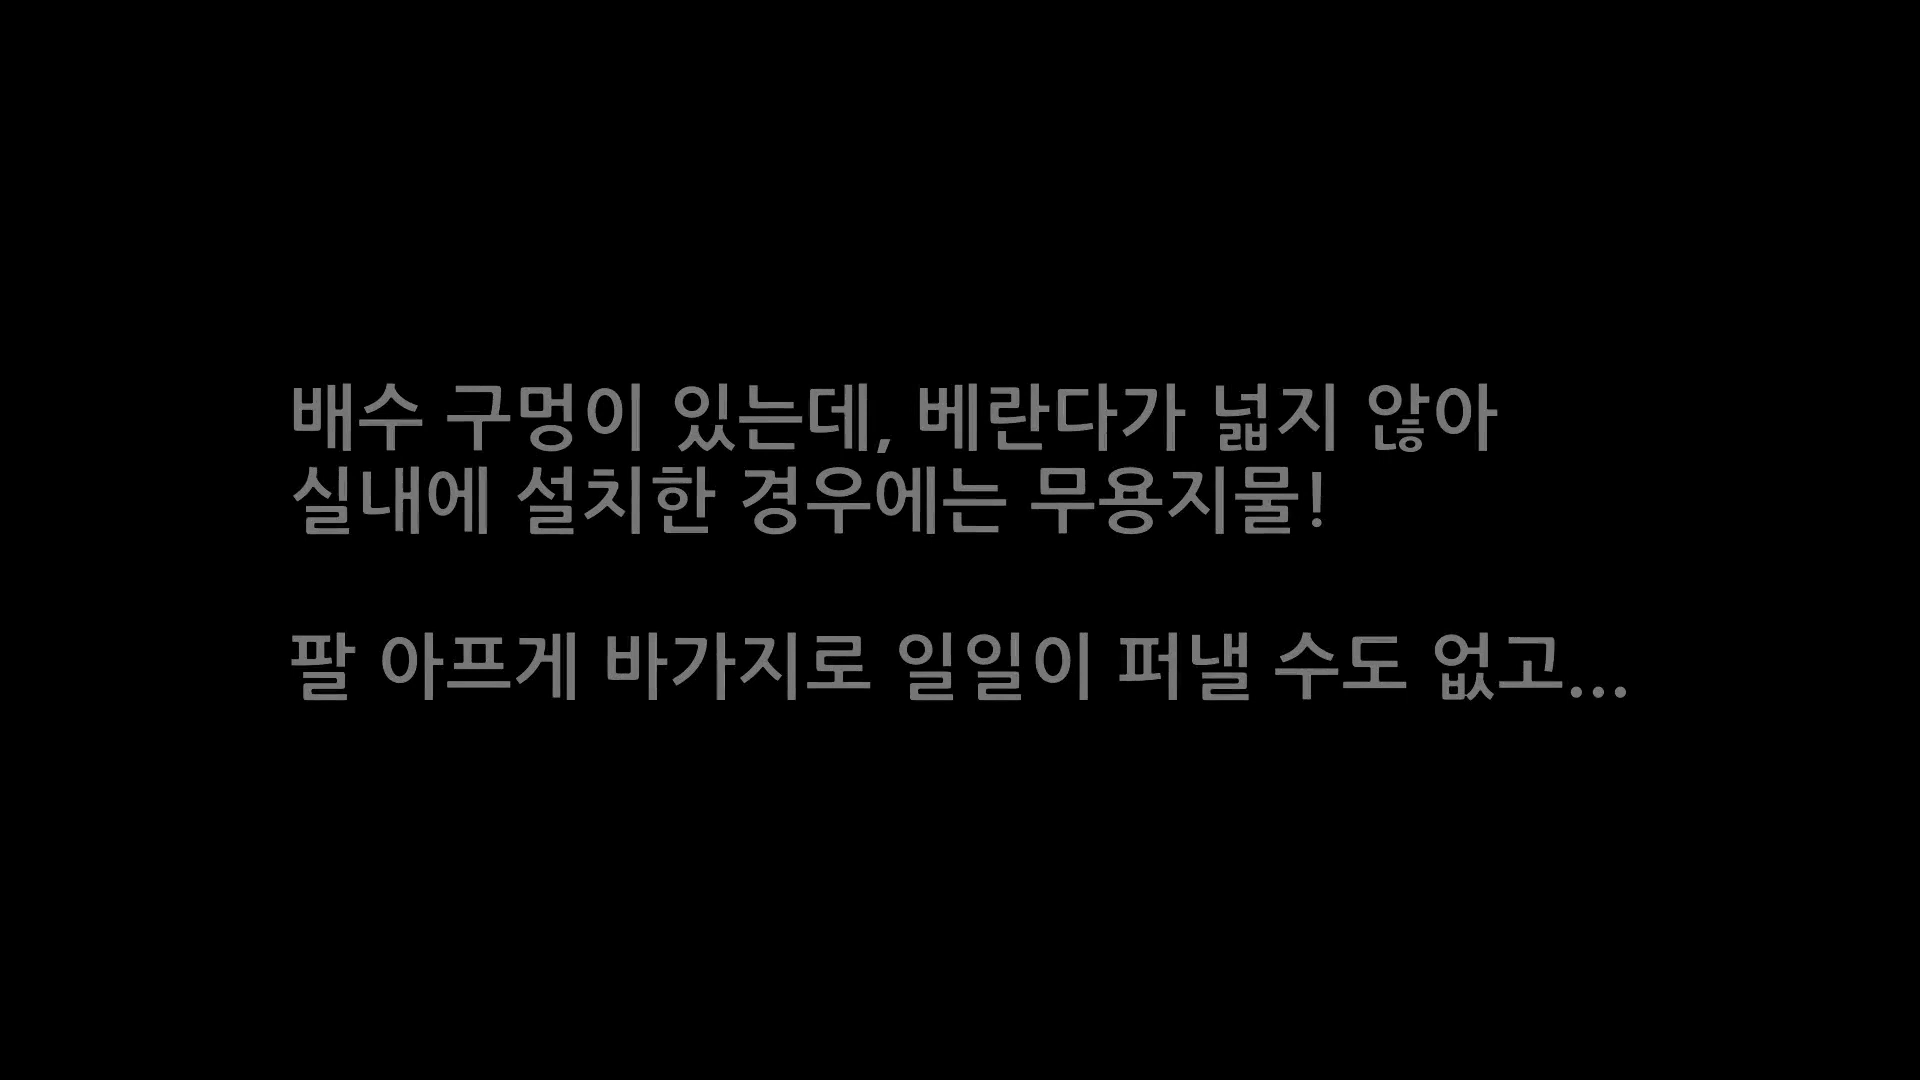 배수 구멍이 있는데, 베란다가 넓지 않아
실내에 설치한 경우에는 무용지물!
팔 아프게 바가지로 일일이 퍼낼 수도 없고...